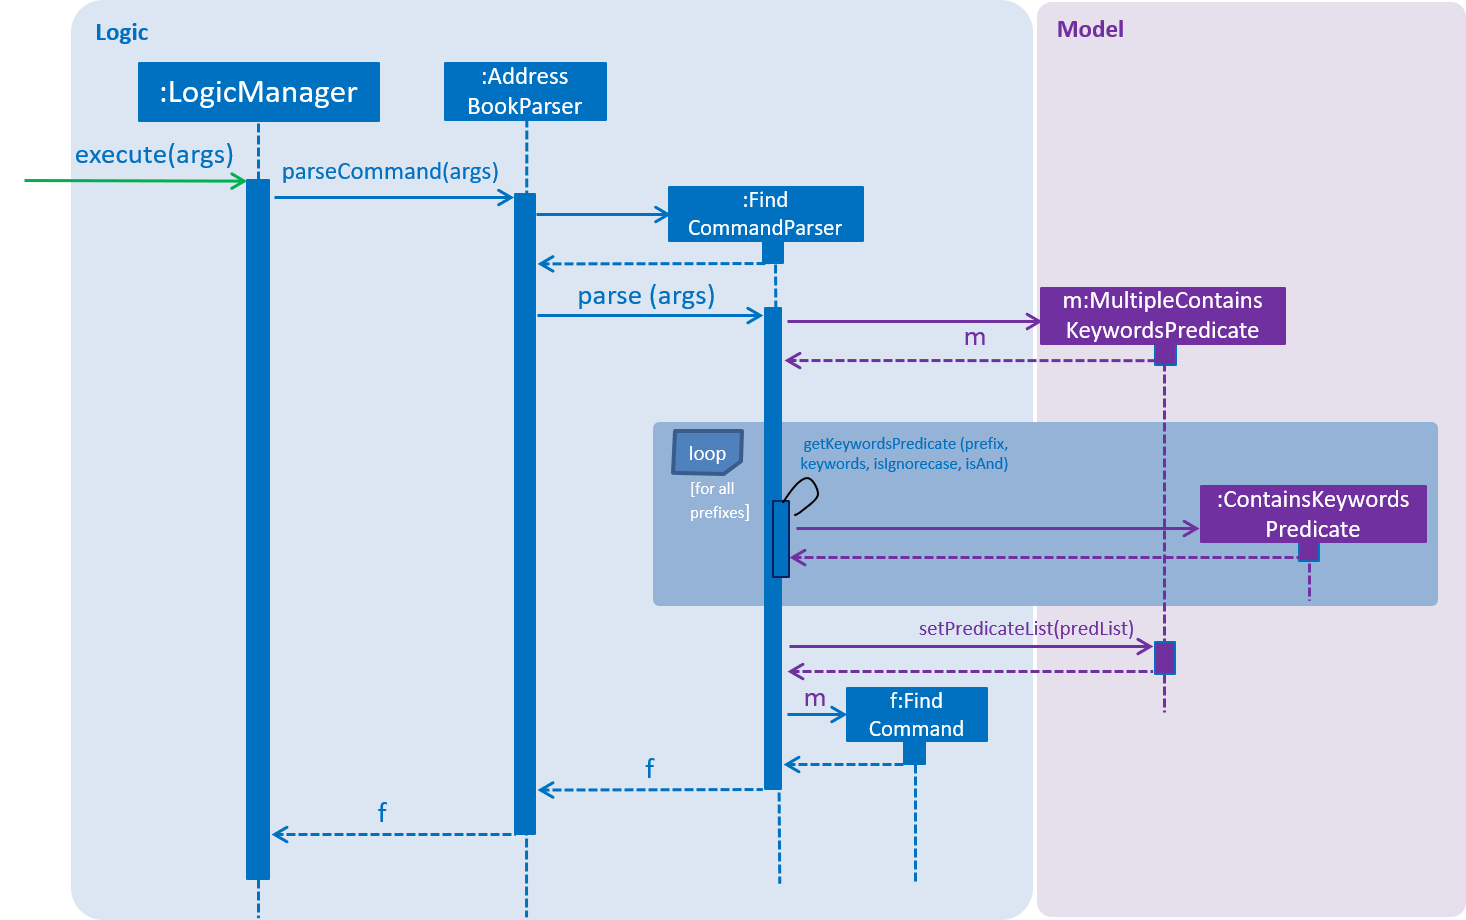 Logic
Model
:LogicManager
:Address
BookParser
execute(args)
parseCommand(args)
:Find
CommandParser
parse (args)
m:MultipleContains
KeywordsPredicate
m
loop
[for all
prefixes]
getKeywordsPredicate (prefix,
keywords, isIgnorecase, isAnd)
:ContainsKeywords
Predicate
setPredicateList(predList)
m
f:Find
Command
f
f